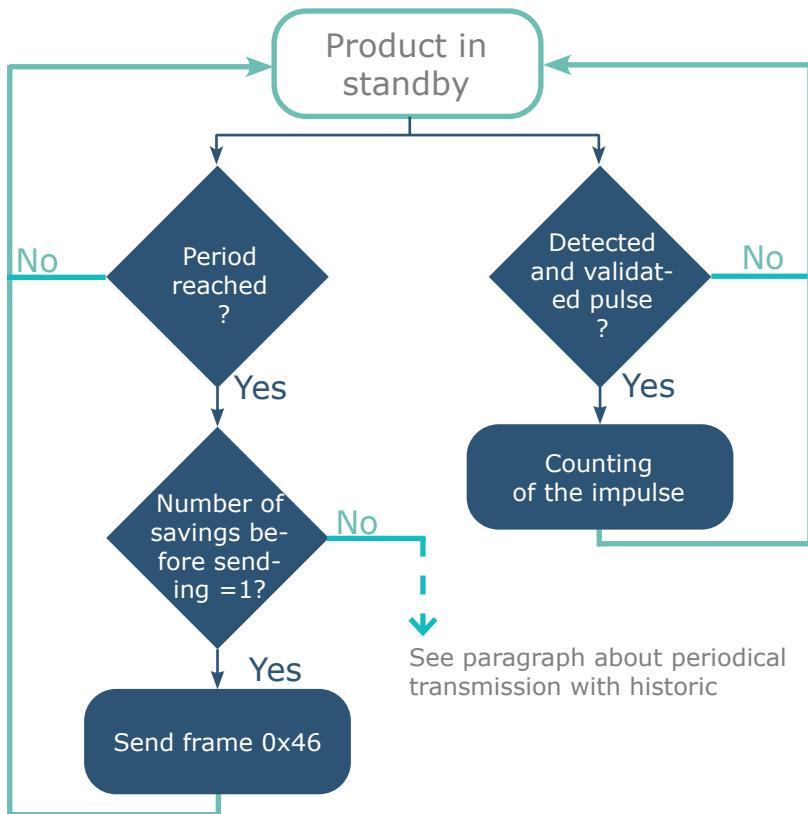 Product in
standby
No
Period
reached
?
Detected
and validat-
ed pulse
?
No
Yes
Yes
Number of
savings be-
fore send-
ing =1?
No
Counting
of the impulse
See paragraph about periodical
transmission with historic
Yes
Send frame 0x46